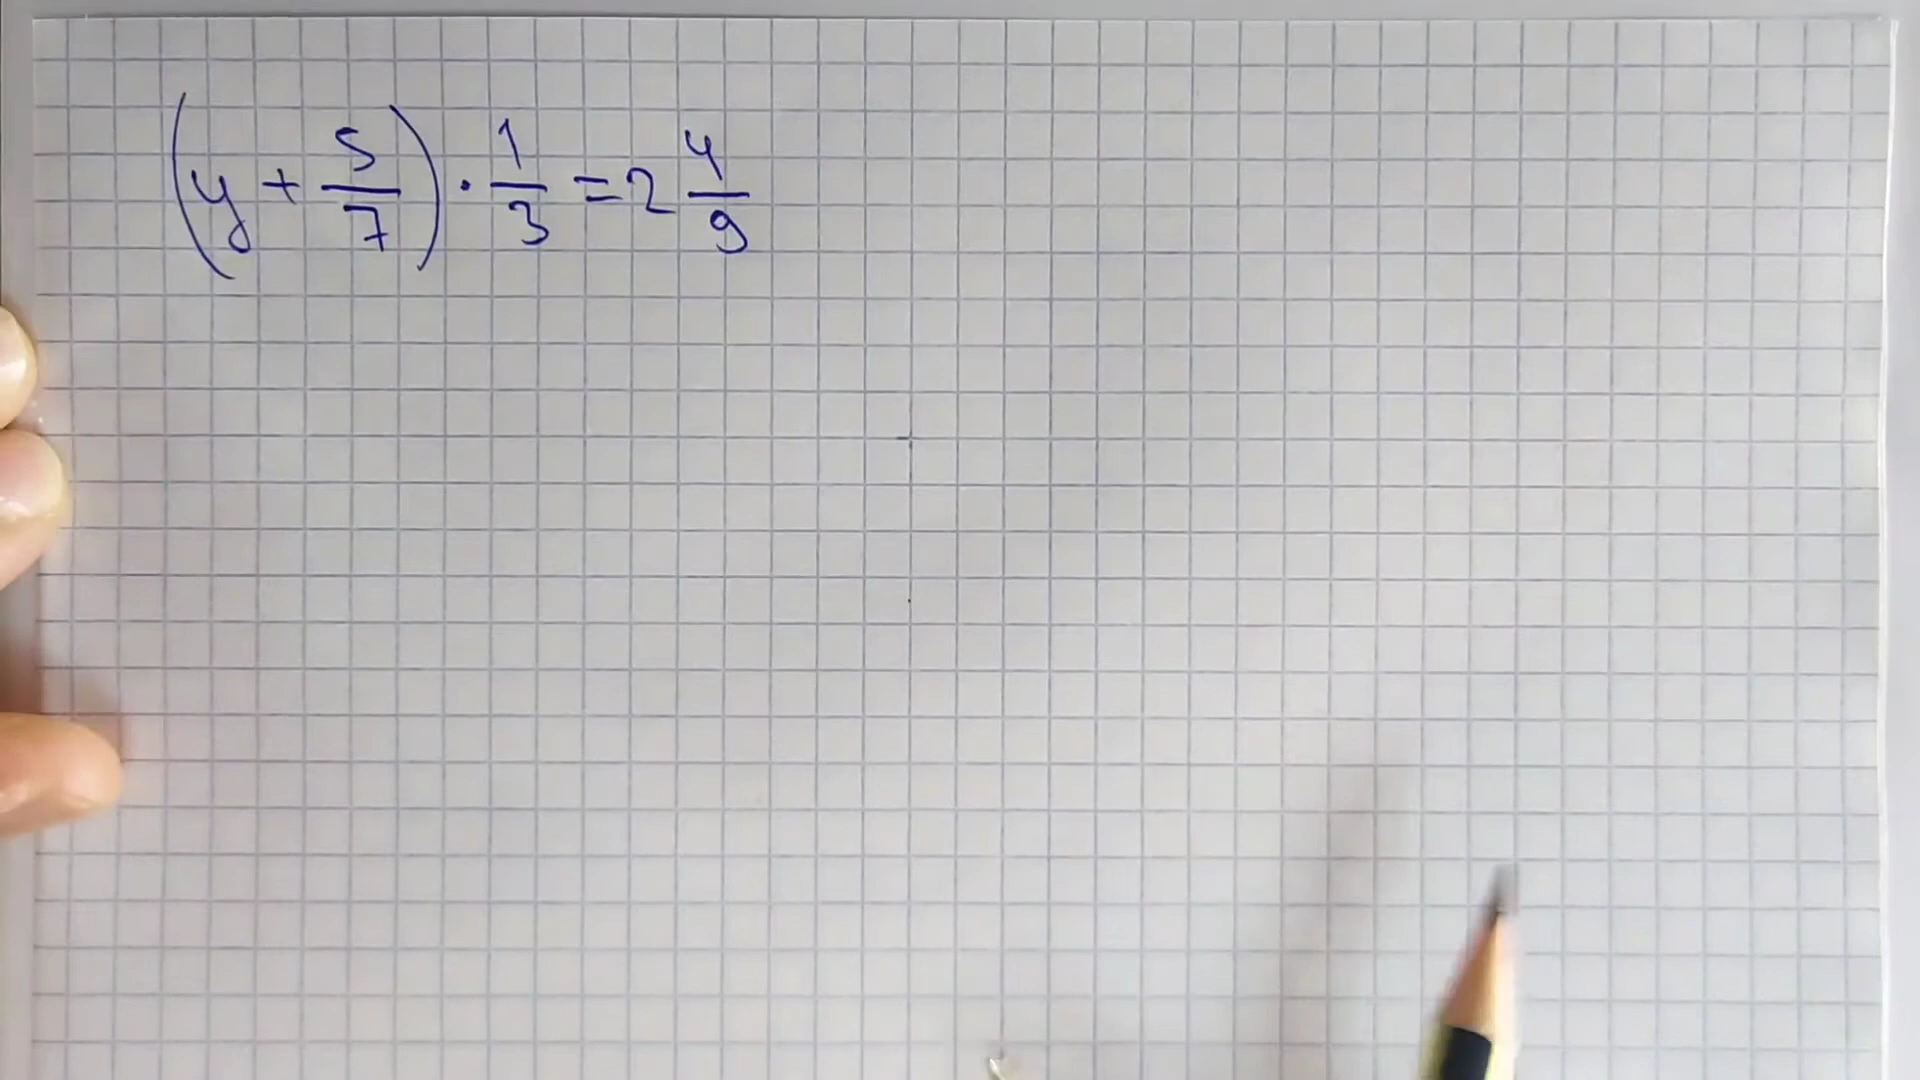 (y + 5/7) · 1/3 = 2 4/9